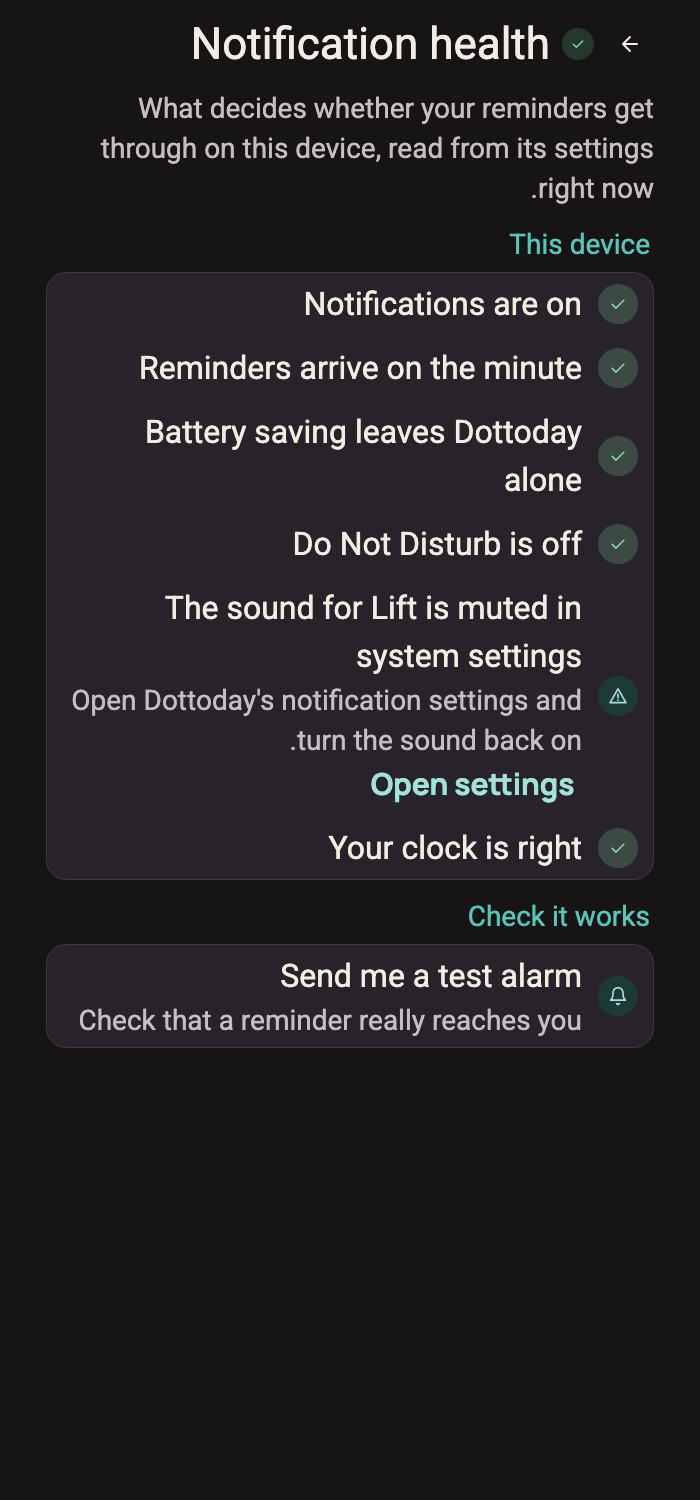 Notification health
What decides whether your reminders get
through on this device, read from its settings
.right now
This device
Notifications are on
Reminders arrive on the minute
Battery saving leaves Dottoday
alone
Do Not Disturb is off
The sound for Lift is muted in
system settings
Open Dottoday's notification settings and
.turn the sound back on
Open settings
Your clock is right
Check it works
Send me a test alarm
Check that a reminder really reaches you